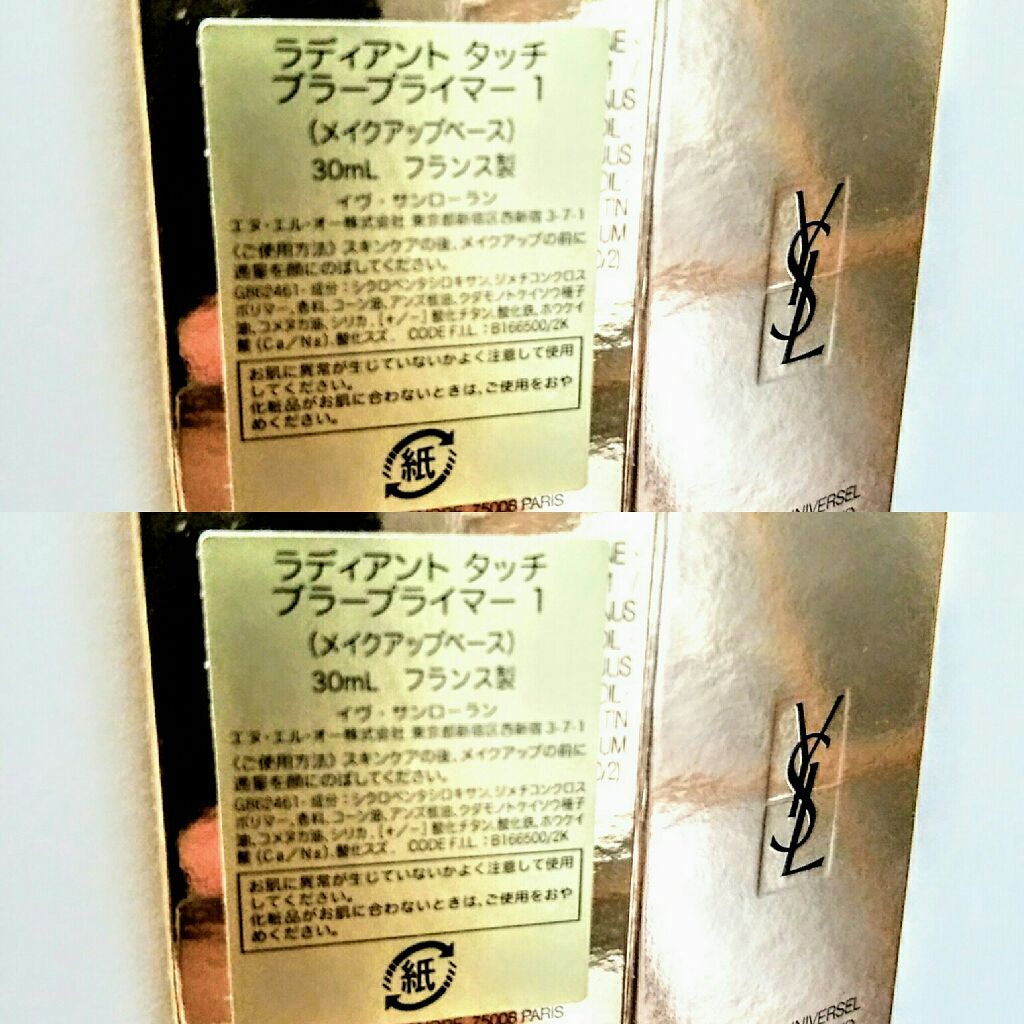 ラディアント タッチ
ブラープライマー 1
(メイクアップベース)
30mL フランス製
イヴ・サンローラン
エヌ・エル・オー株式会社 東京都新宿区西新宿3-7-1
《ご使用方法》スキンケアの後、メイクアップの前に
適量を顔にのばしてください。
G862461- 成分:シクロペンタシロキサン、ジメチコンクロス
ポリマー、香料、コーン油、アンズ核油、クダモノトケイソウ種子
油、コメヌカ油、シリカ、[+/-] 酸化チタン、酸化鉄、ホウケイ
酸(Ca/Na)、酸化スズ. CODE F.I.L. : B166500/2K
お肌に異常が生じていないかよく注意して使用
してください。
化粧品がお肌に合わないときは、ご使用をおや
めください。
紙
75008 PARIS
YSL
UNIVERSEL
ラディアント タッチ
ブラープライマー 1
(メイクアップベース)
30mL フランス製
イヴ・サンローラン
エヌ・エル・オー株式会社 東京都新宿区西新宿3-7-1
《ご使用方法》スキンケアの後、メイクアップの前に
適量を顔にのばしてください。
G862461- 成分:シクロペンタシロキサン、ジメチコンクロス
ポリマー、香料、コーン油、アンズ核油、クダモノトケイソウ種子
油、コメヌカ油、シリカ、[+/-] 酸化チタン、酸化鉄、ホウケイ
酸(Ca/Na)、酸化スズ. CODE F.I.L. : B166500/2K
お肌に異常が生じていないかよく注意して使用
してください。
化粧品がお肌に合わないときは、ご使用をおや
めください。
紙
75008 PARIS
YSL
UNIVERSEL